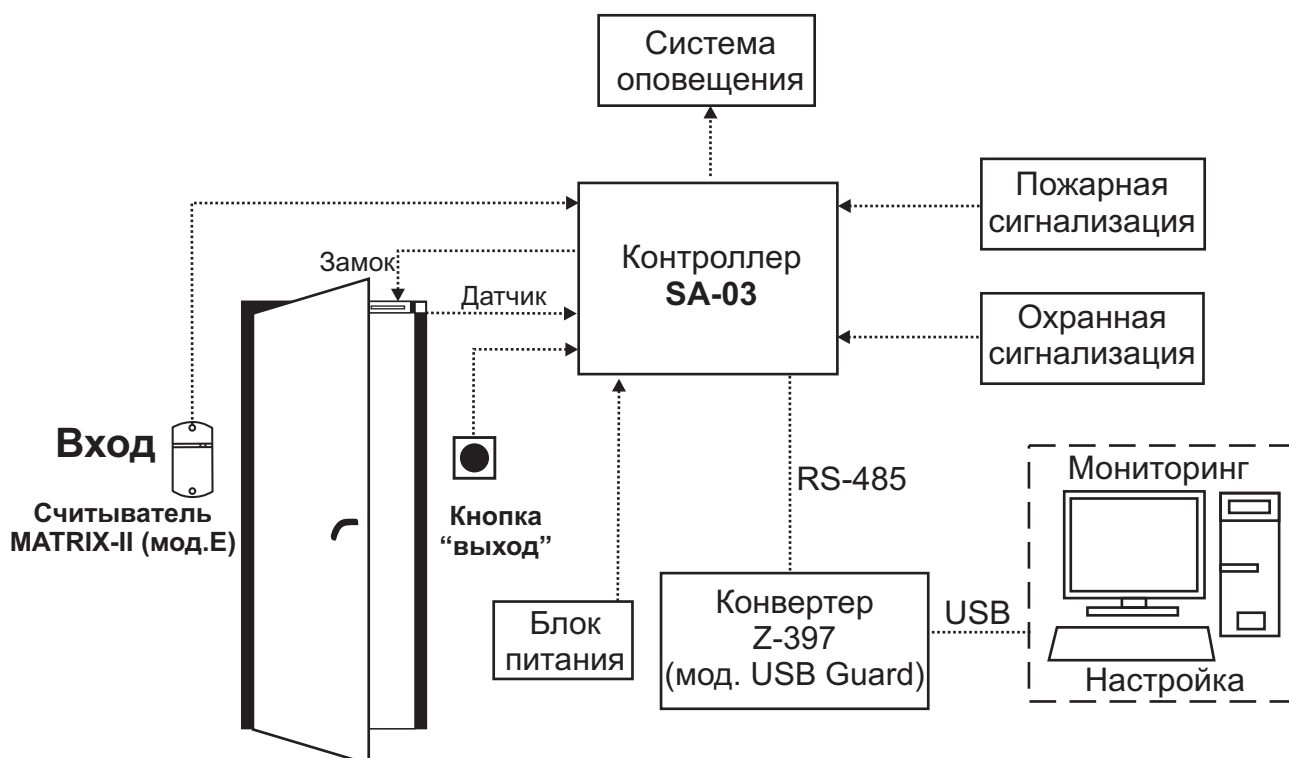 Система
оповещения
Пожарная
сигнализация
Контроллер
SA-03
Замок
Датчик
Охранная
сигнализация
Вход
Считыватель
MATRIX-II (мод.E)
Кнопка
“выход”
RS-485
Мониторинг
Блок
питания
Конвертер
Z-397
(мод. USB Guard)
USB
Настройка